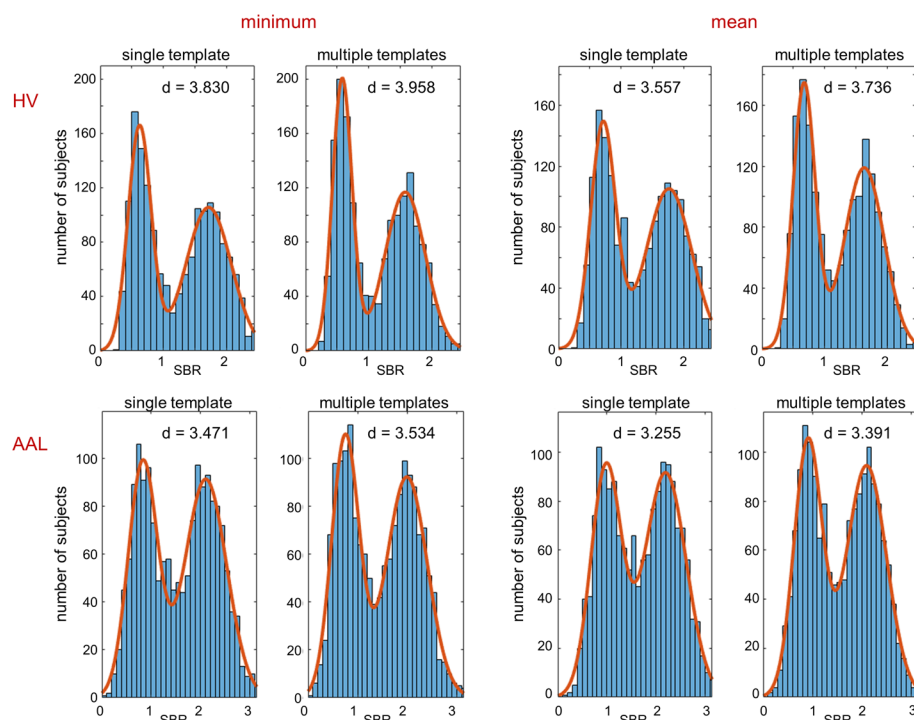 minimum
mean
HV
single template
multiple templates
single template
multiple templates
d = 3.830
d = 3.958
d = 3.557
d = 3.736
number of subjects
200
160
120
80
40
0
200
160
120
80
40
0
number of subjects
160
120
80
40
0
160
120
80
40
0
0 1 2
0 1 2
0 1 2
0 1 2
SBR
SBR
SBR
SBR
AAL
single template
multiple templates
single template
multiple templates
d = 3.471
d = 3.534
d = 3.255
d = 3.391
number of subjects
100
80
60
40
20
0
100
80
60
40
20
0
number of subjects
100
80
60
40
20
0
100
80
60
40
20
0
0 1 2 3
0 1 2 3
0 1 2 3
0 1 2 3
SBR
SBR
SBR
SBR